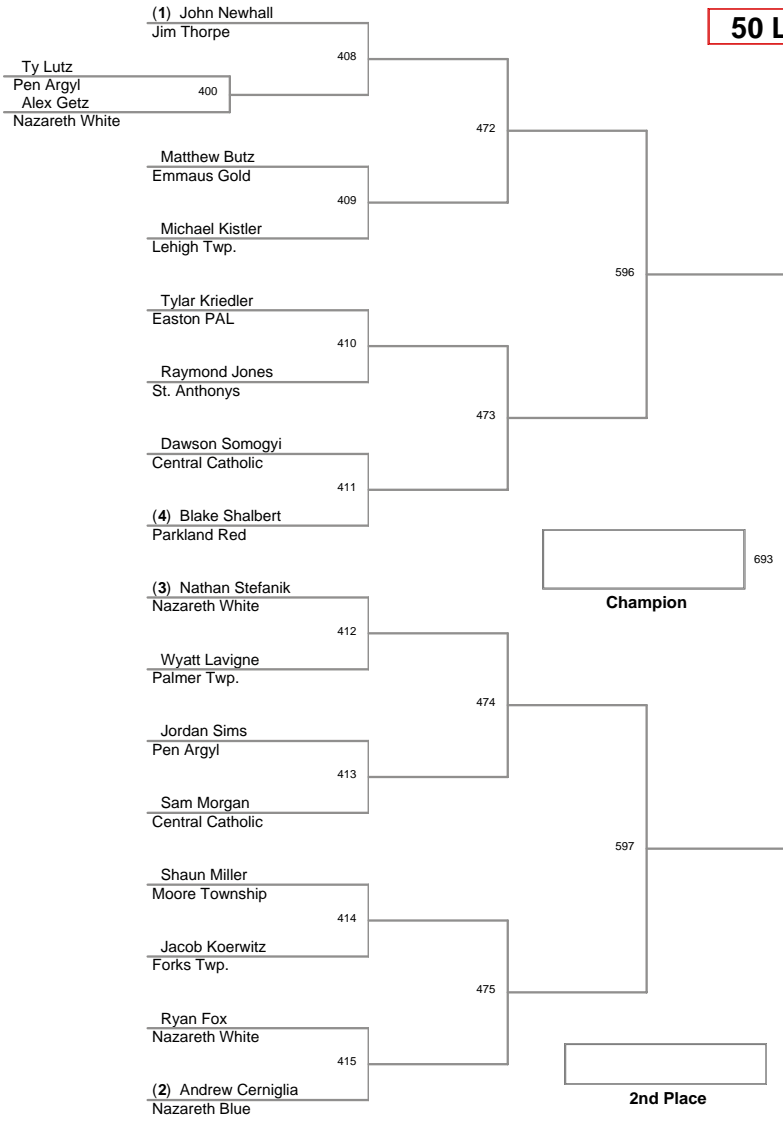 (1) John Newhall
Jim Thorpe
50 L
408
Ty Lutz
Pen Argyl
400
Alex Getz
Nazareth White
472
Matthew Butz
Emmaus Gold
409
Michael Kistler
Lehigh Twp.
596
Tylar Kriedler
Easton PAL
410
Raymond Jones
St. Anthonys
473
Dawson Somogyi
Central Catholic
411
(4) Blake Shalbert
Parkland Red
693
Champion
(3) Nathan Stefanik
Nazareth White
412
Wyatt Lavigne
Palmer Twp.
474
Jordan Sims
Pen Argyl
413
Sam Morgan
Central Catholic
597
Shaun Miller
Moore Township
414
Jacob Koerwitz
Forks Twp.
475
Ryan Fox
Nazareth White
415
(2) Andrew Cerniglia
Nazareth Blue
2nd Place